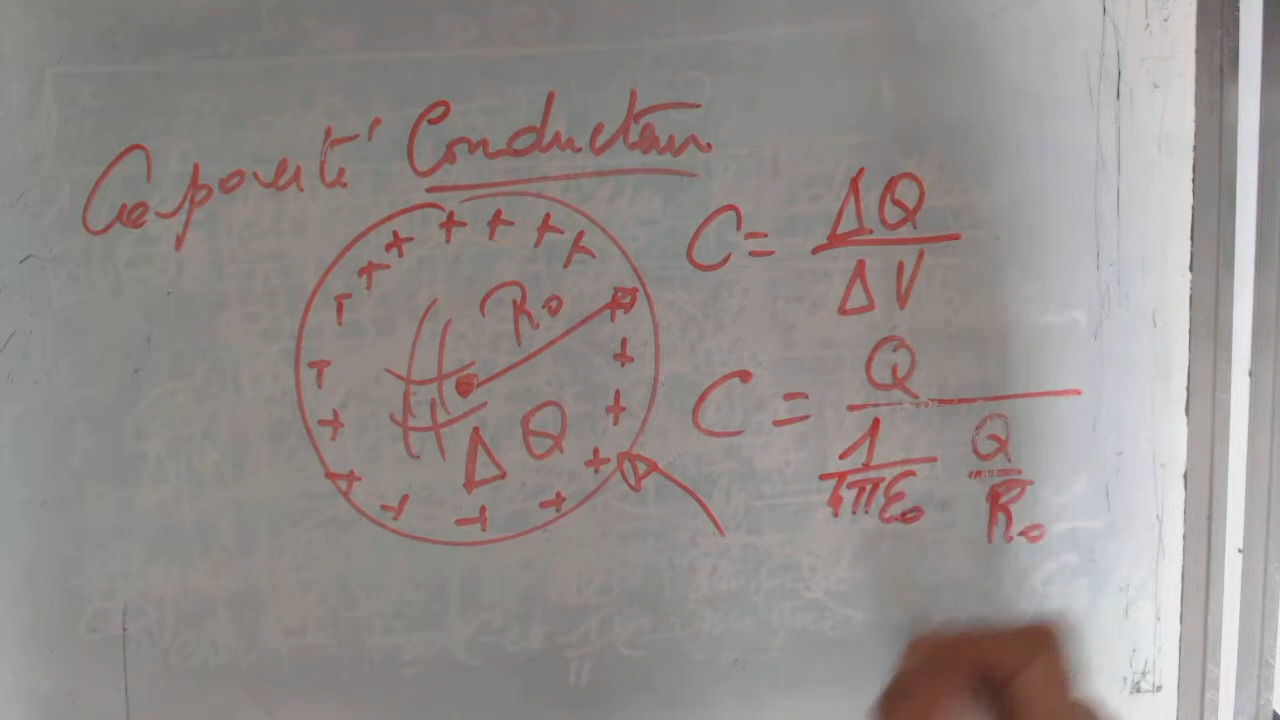 Capacité Conducteur
C = ΔQ / ΔV
R₀
C = Q / (1/4πε₀ Q/R₀)
ΔQ